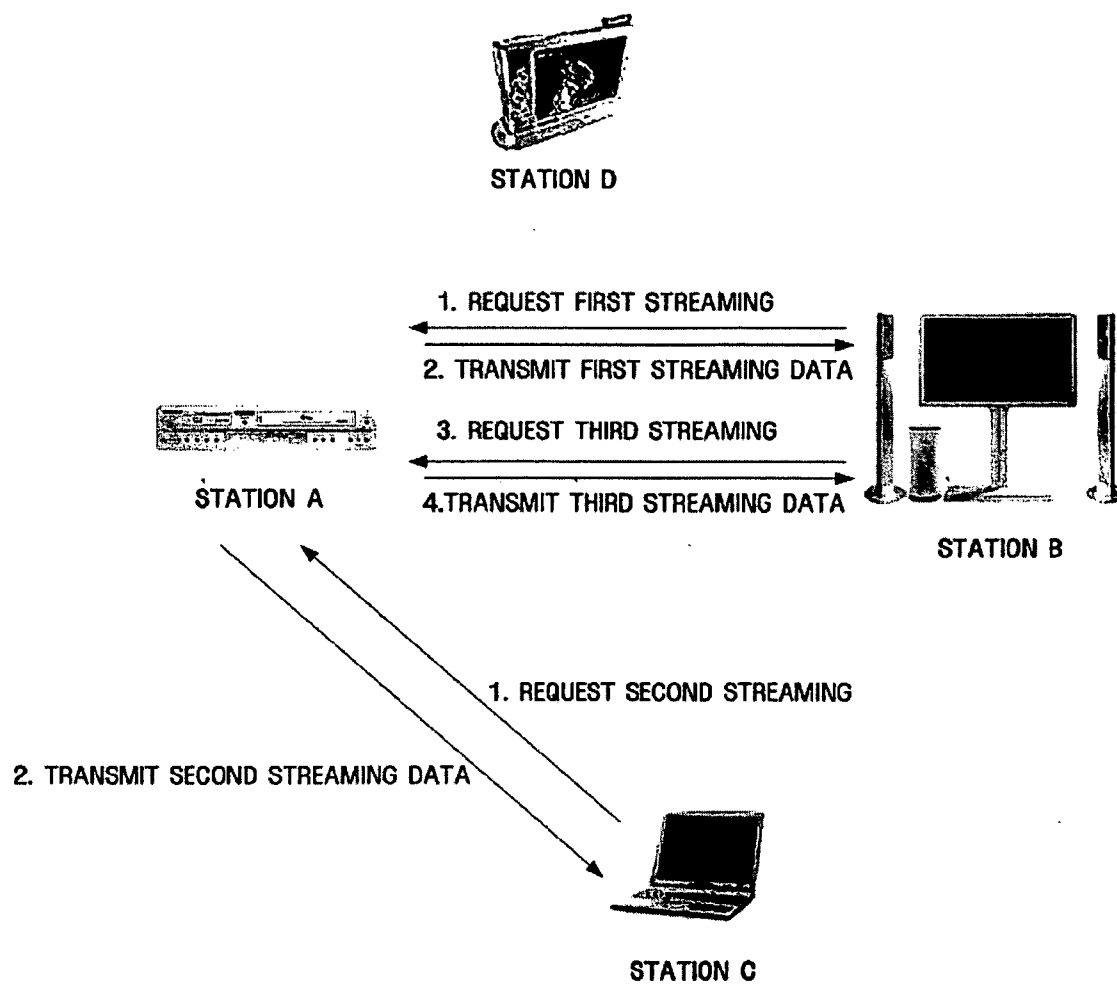 STATION D
1. REQUEST FIRST STREAMING
2. TRANSMIT FIRST STREAMING DATA
3. REQUEST THIRD STREAMING
4.TRANSMIT THIRD STREAMING DATA
STATION A
STATION B
1. REQUEST SECOND STREAMING
2. TRANSMIT SECOND STREAMING DATA
STATION C